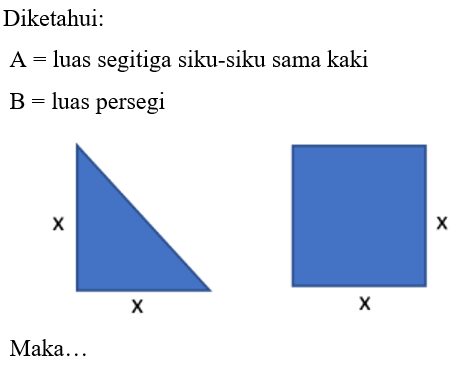 Diketahui:
A = luas segitiga siku-siku sama kaki
B = luas persegi
x
x
x
x
Maka…